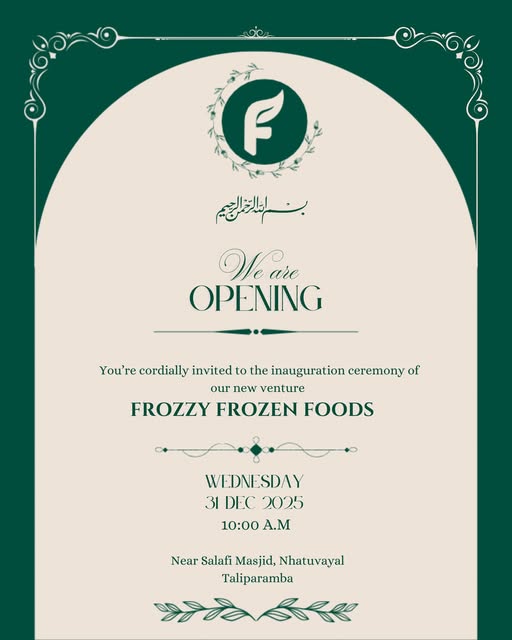 F
بسم الله الرحمن الرحيم
We are
OPENING
You're cordially invited to the inauguration ceremony of
our new venture
FROZZY FROZEN FOODS
WEDNESDAY
31 DEC 2025
10:00 A.M
Near Salafi Masjid, Nhatuvayal
Taliparamba